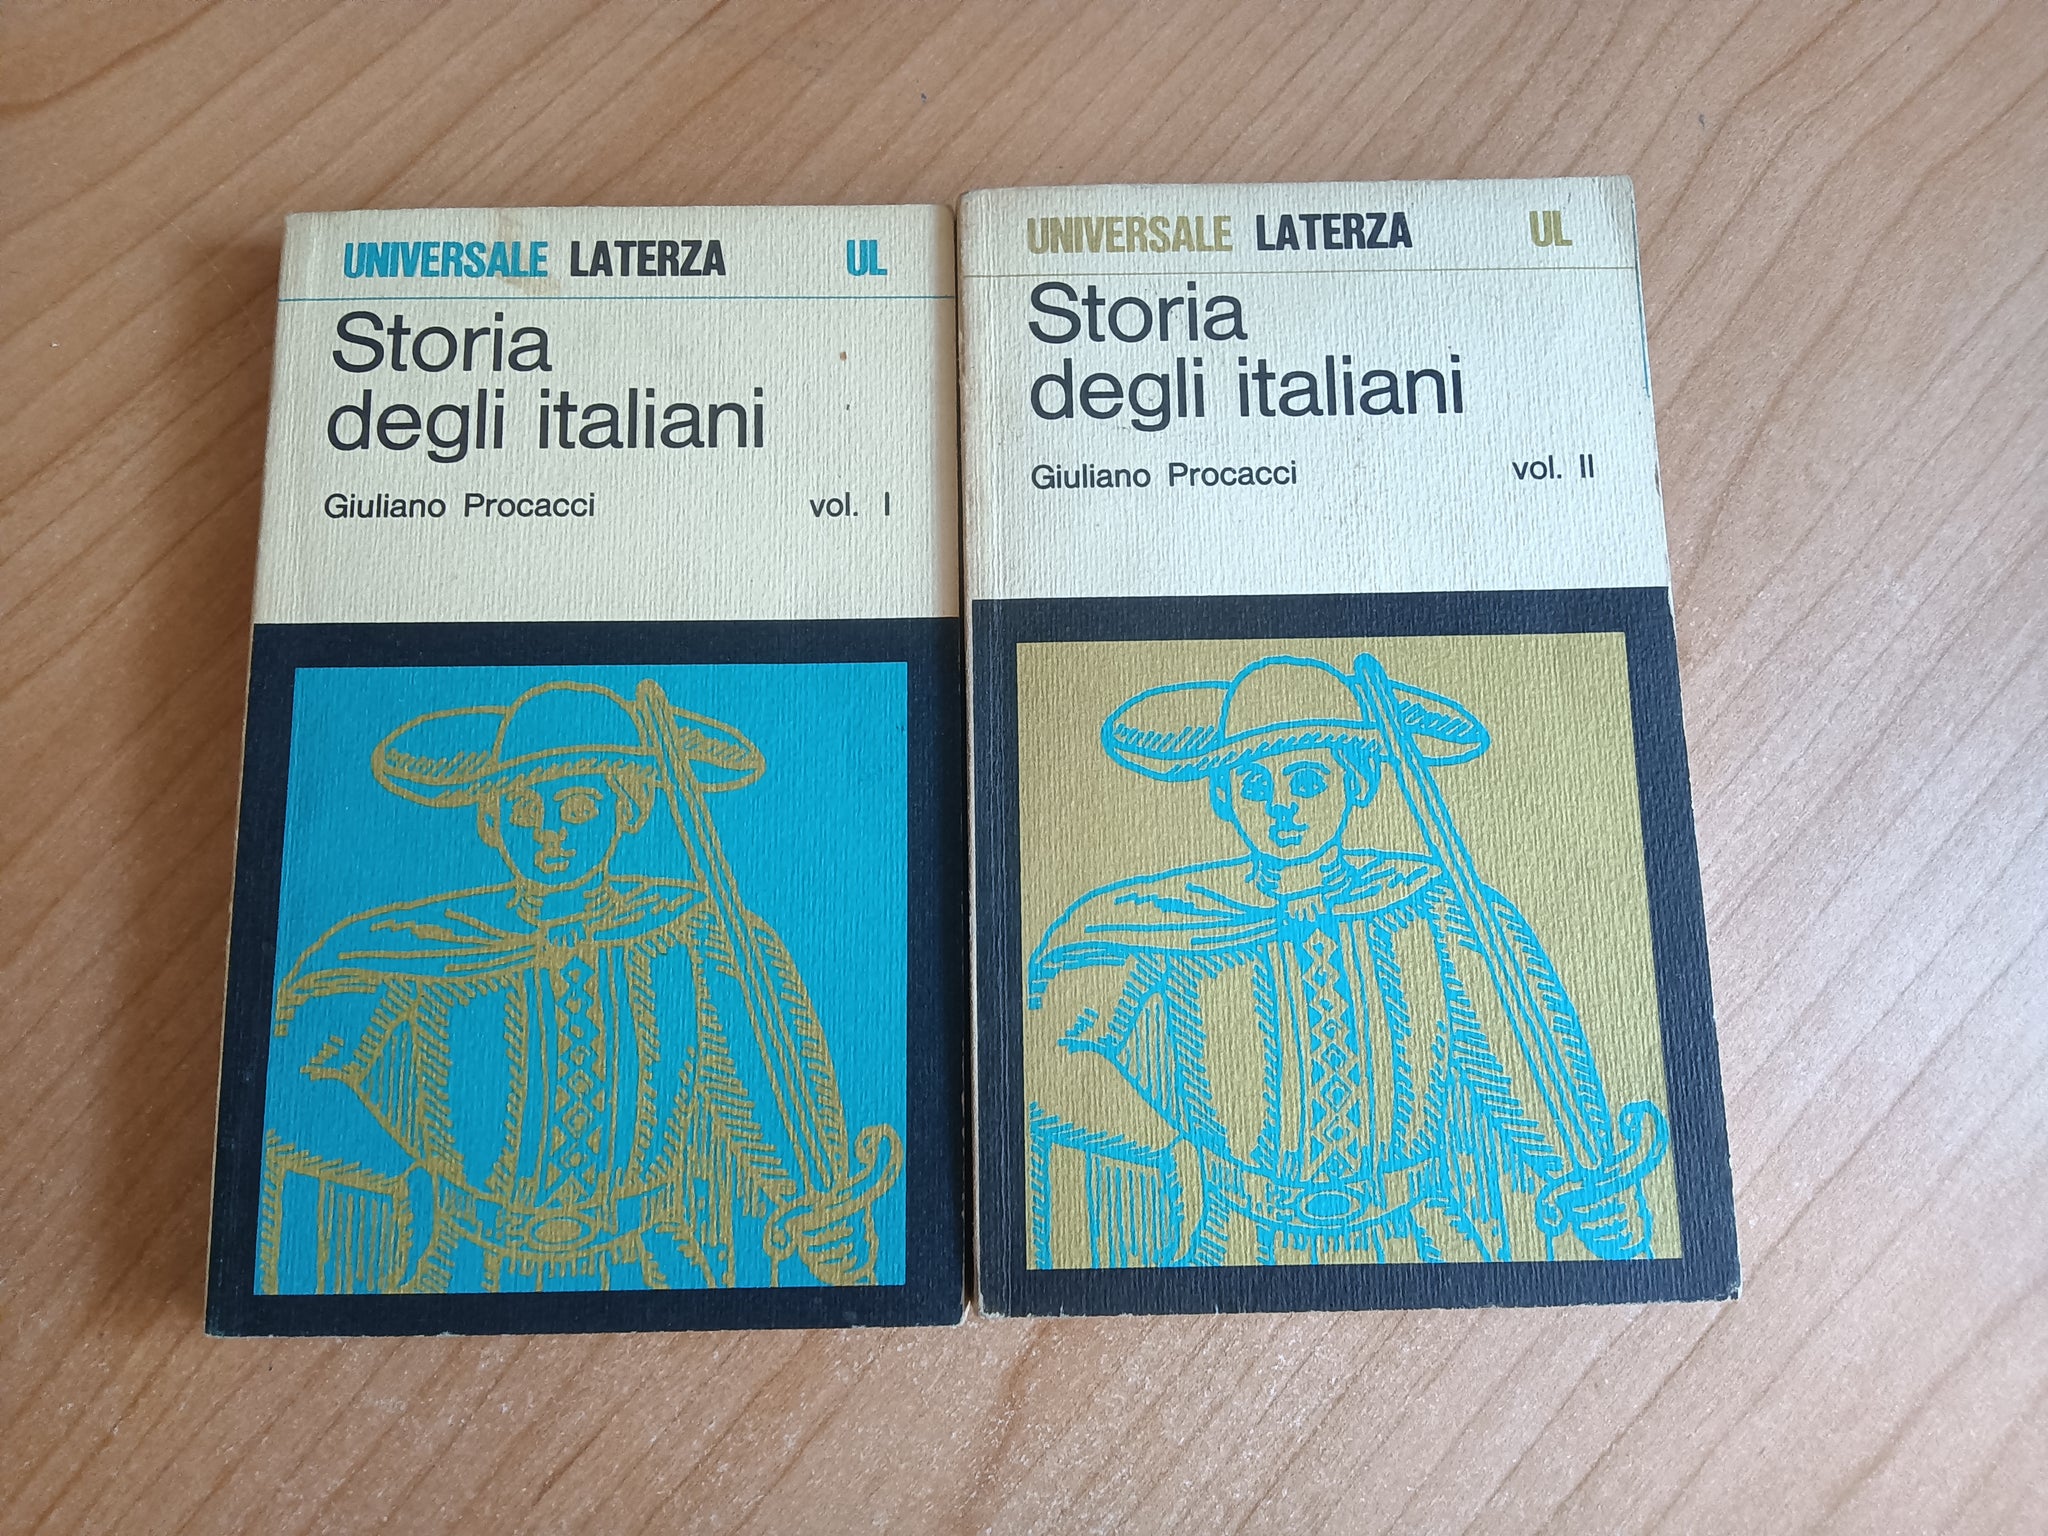 UNIVERSALE LATERZA UL
Storia
degli italiani
Giuliano Procacci vol. I
UNIVERSALE LATERZA UL
Storia
degli italiani
Giuliano Procacci vol. II